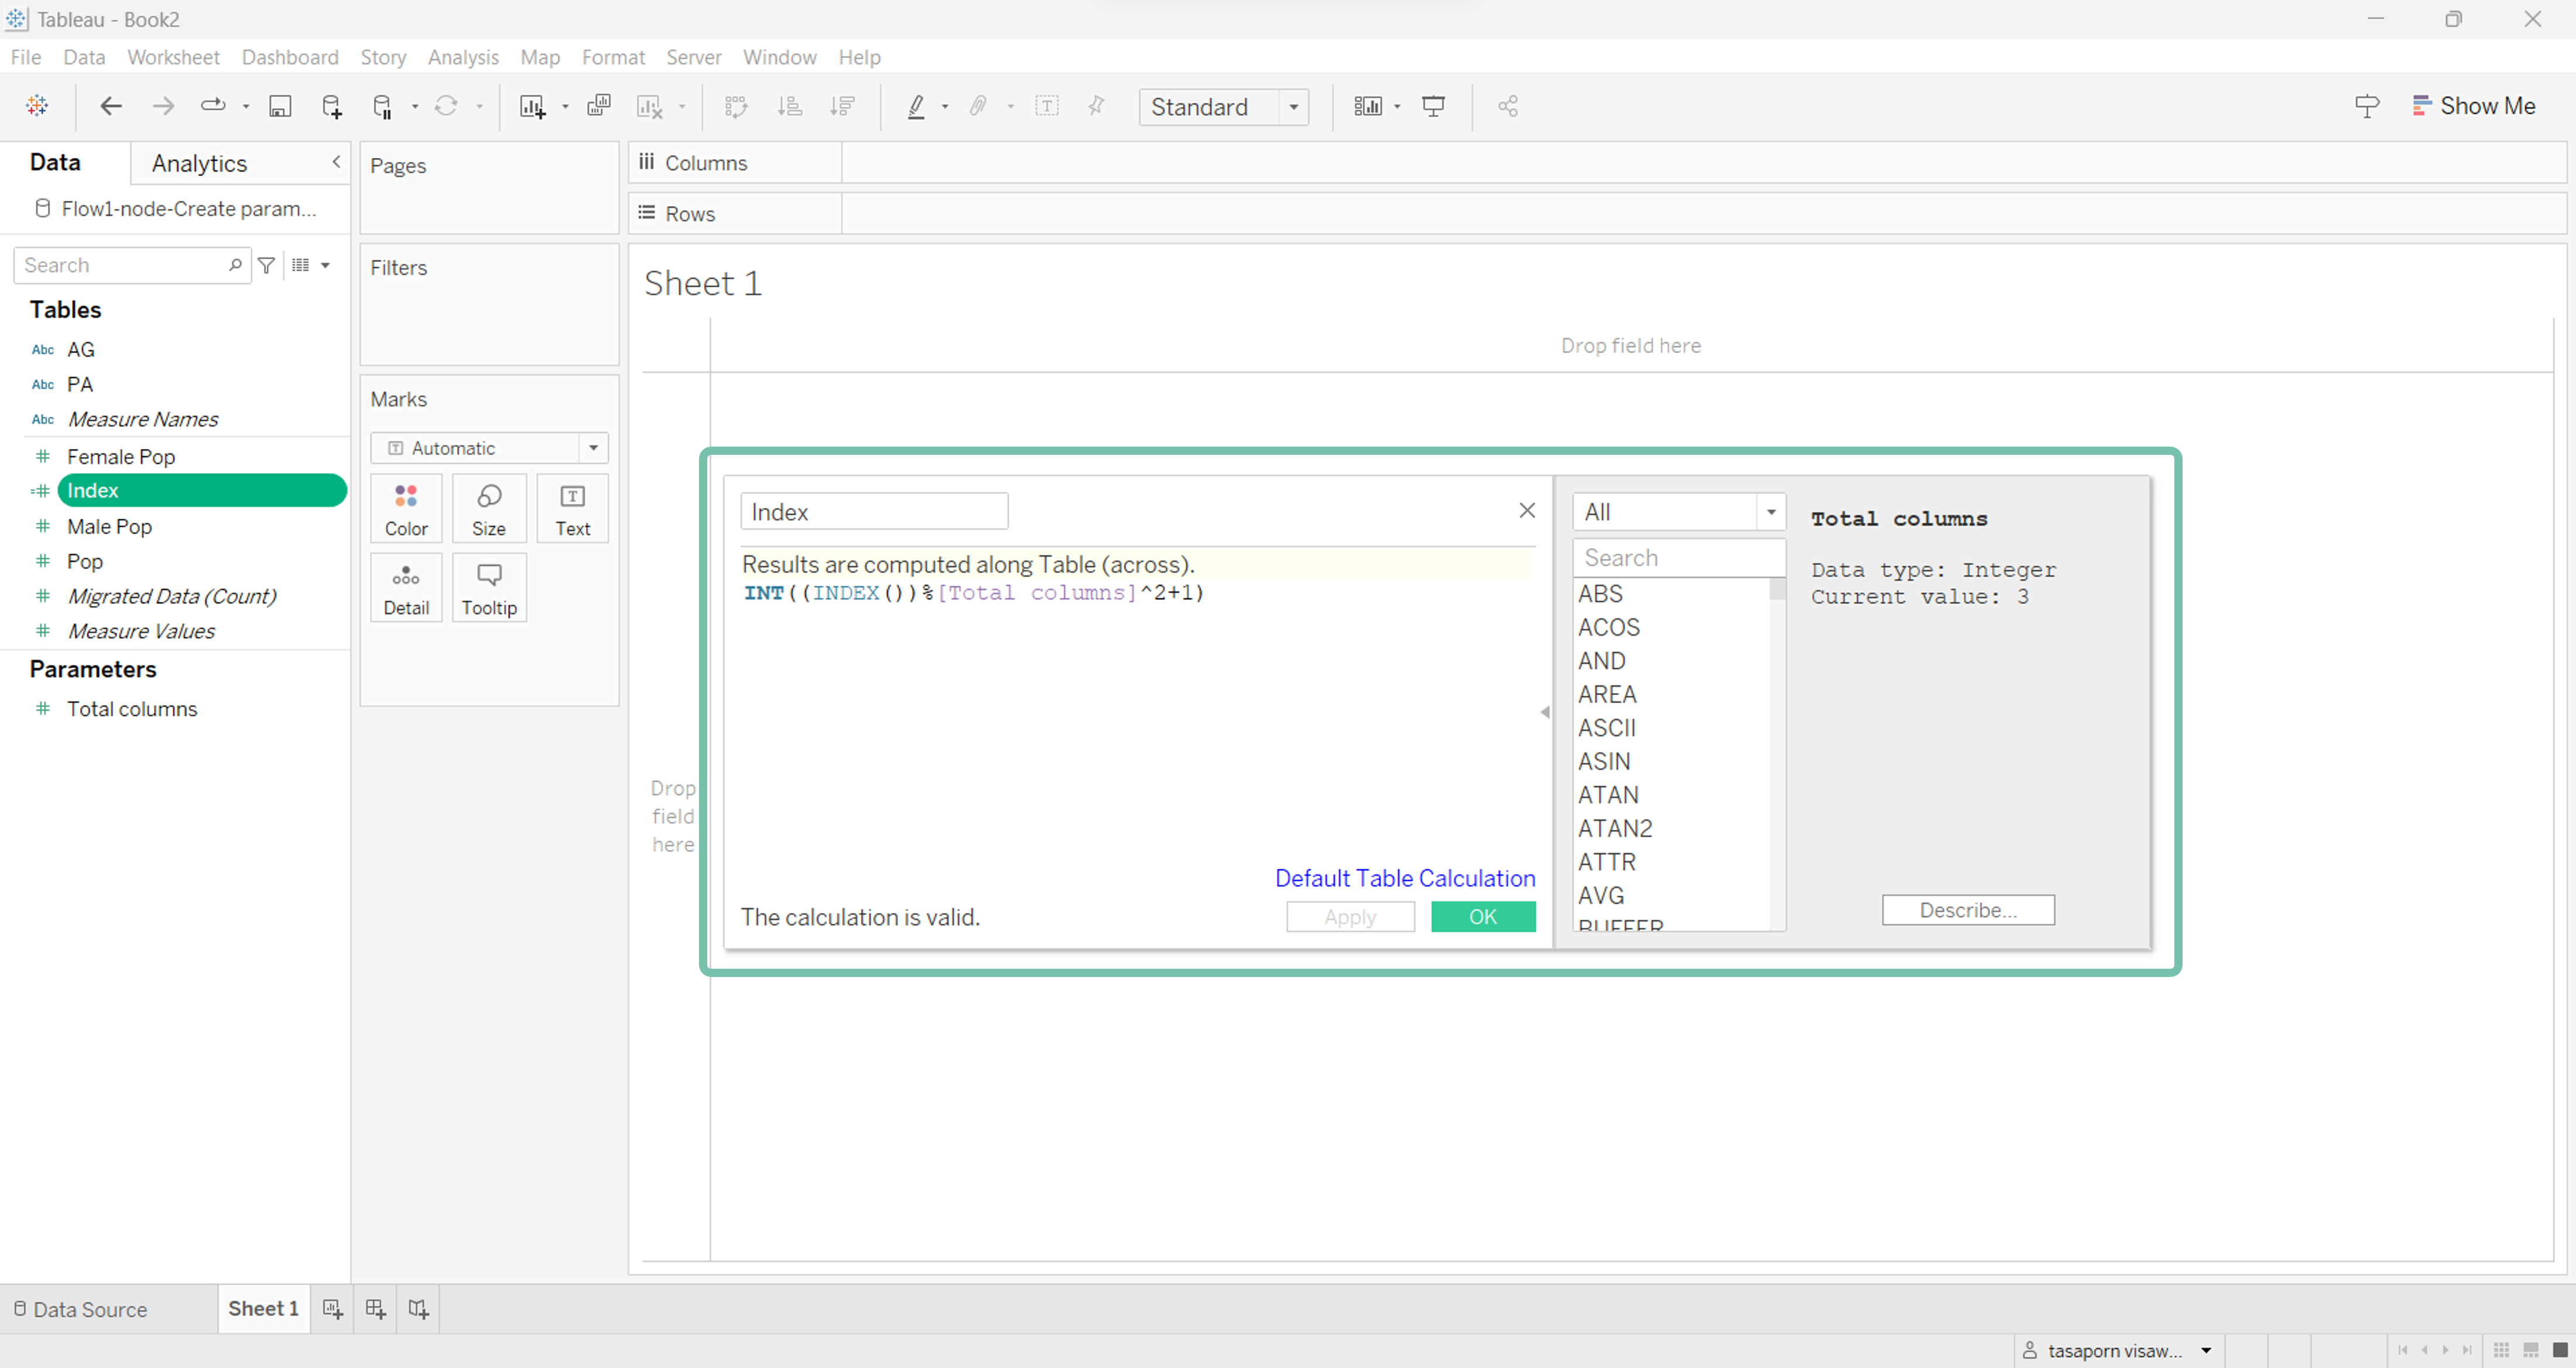 Tableau - Book2
File Data Worksheet Dashboard Story Analysis Map Format Server Window Help
Standard
Show Me
Data
Analytics
Flow1-node-Create param...
Search
Tables
Abc AG
Abc PA
Abc Measure Names
Female Pop
Index
Male Pop
Pop
Migrated Data (Count)
Measure Values
Parameters
Total columns
Pages
Filters
Marks
Automatic
Color
Size
Text
Detail
Tooltip
Columns
Rows
Sheet 1
Drop field here
Drop
field
here
Index
Results are computed along Table (across).
INT((INDEX())%[Total columns]^2+1)
Default Table Calculation
The calculation is valid.
Apply
OK
All
Search
ABS
ACOS
AND
AREA
ASCII
ASIN
ATAN
ATAN2
ATTR
AVG
BUFFER
Total columns
Data type: Integer
Current value: 3
Describe...
Data Source
Sheet 1
tasaporn visaw...